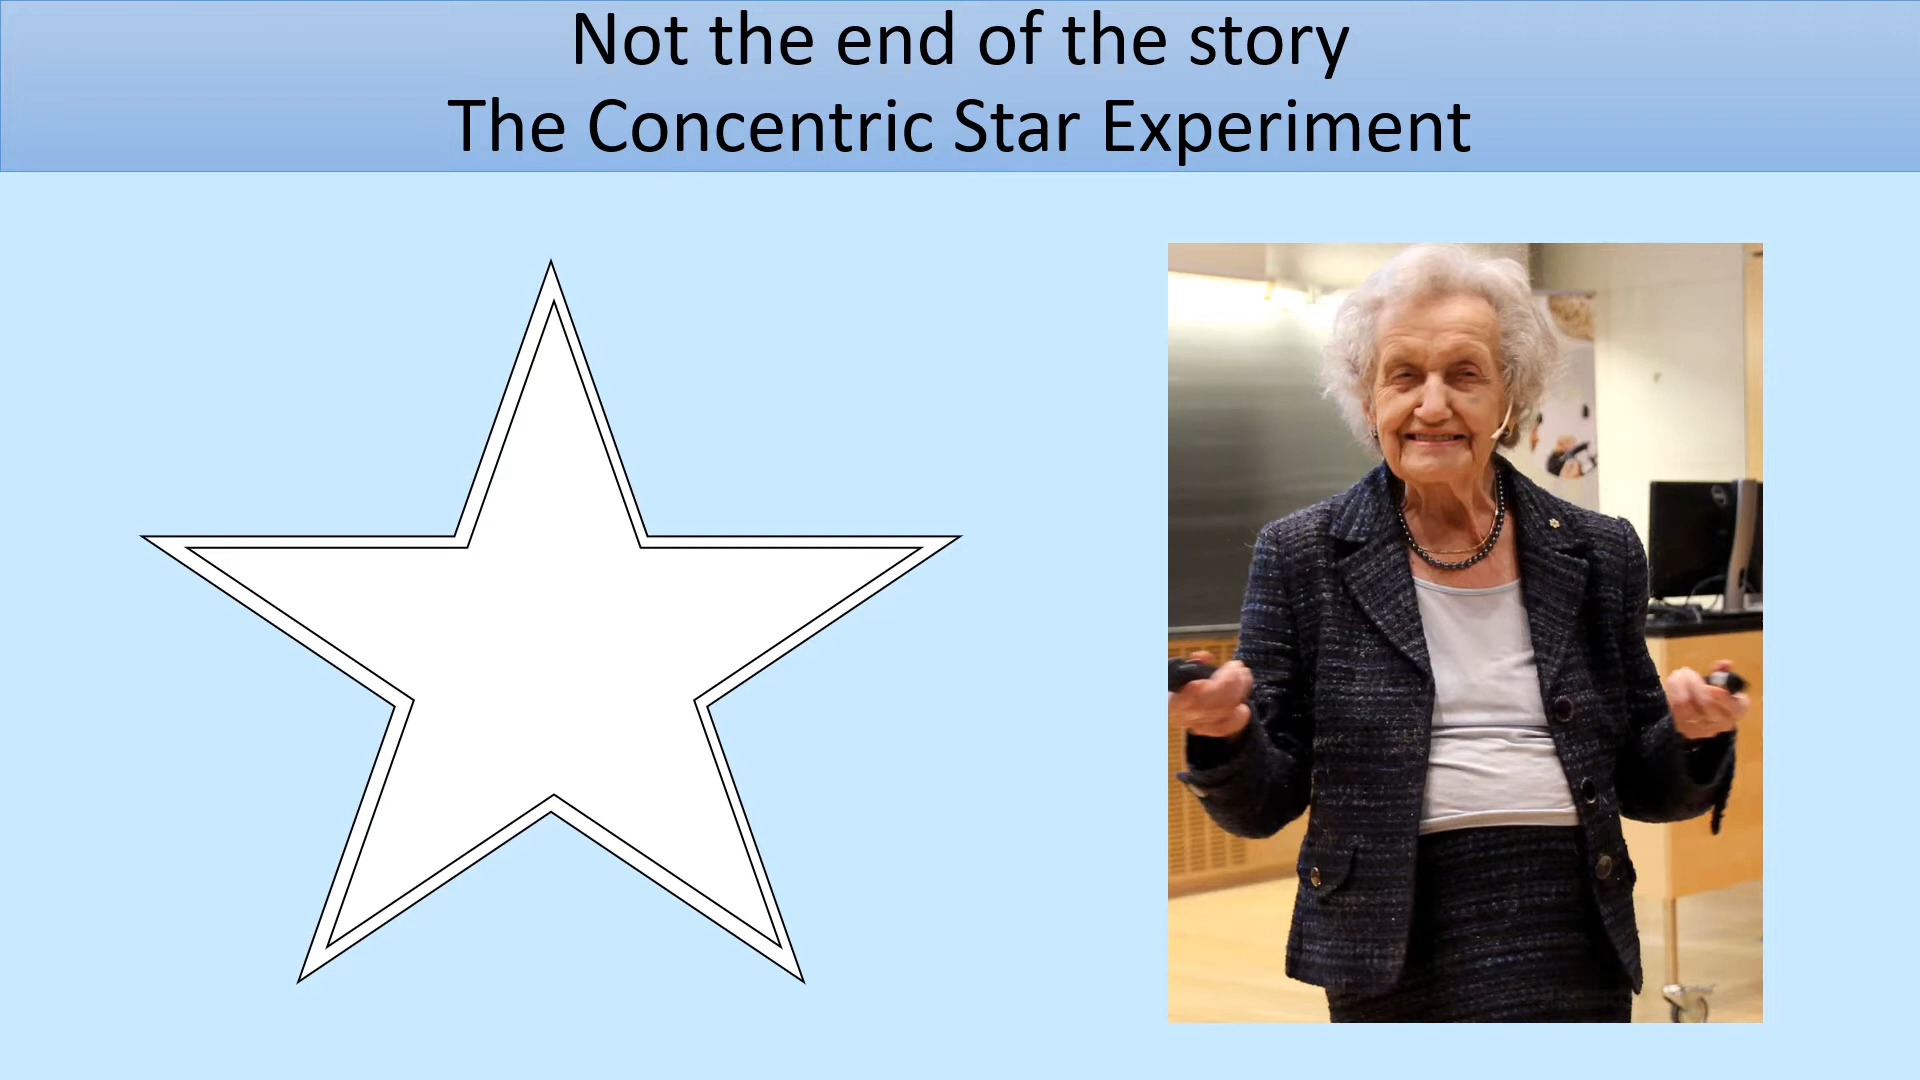 Not the end of the story
The Concentric Star Experiment